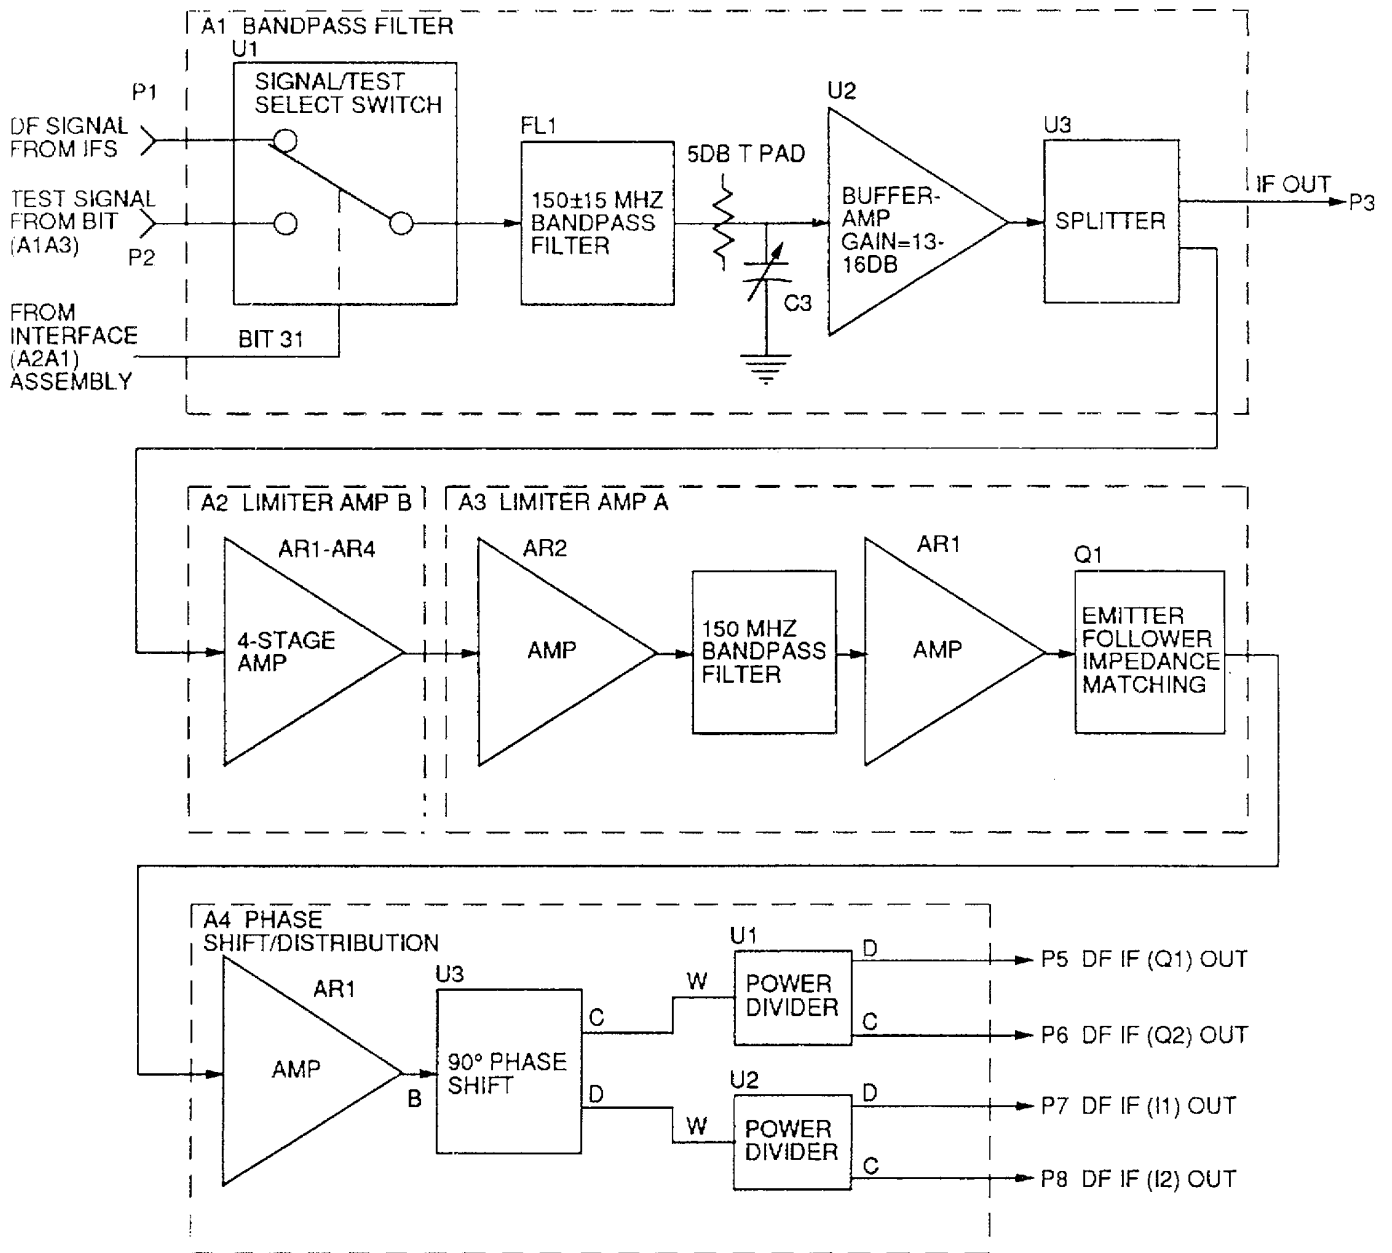 A1 BANDPASS FILTER
U1
SIGNAL/TEST
SELECT SWITCH
P1
DF SIGNAL
FROM IFS
TEST SIGNAL
FROM BIT
(A1A3)
P2
FROM
INTERFACE
(A2A1)
ASSEMBLY
BIT 31
FL1
150±15 MHZ
BANDPASS
FILTER
5DB T PAD
C3
U2
BUFFER-
AMP
GAIN=13-
16DB
U3
SPLITTER
IF OUT
P3
A2 LIMITER AMP B
AR1-AR4
4-STAGE
AMP
A3 LIMITER AMP A
AR2
AMP
150 MHZ
BANDPASS
FILTER
AR1
AMP
Q1
EMITTER
FOLLOWER
IMPEDANCE
MATCHING
A4 PHASE
SHIFT/DISTRIBUTION
AR1
AMP
B
U3
90° PHASE
SHIFT
C
D
W
W
U1
POWER
DIVIDER
D
C
U2
POWER
DIVIDER
D
C
P5 DF IF (Q1) OUT
P6 DF IF (Q2) OUT
P7 DF IF (I1) OUT
P8 DF IF (I2) OUT